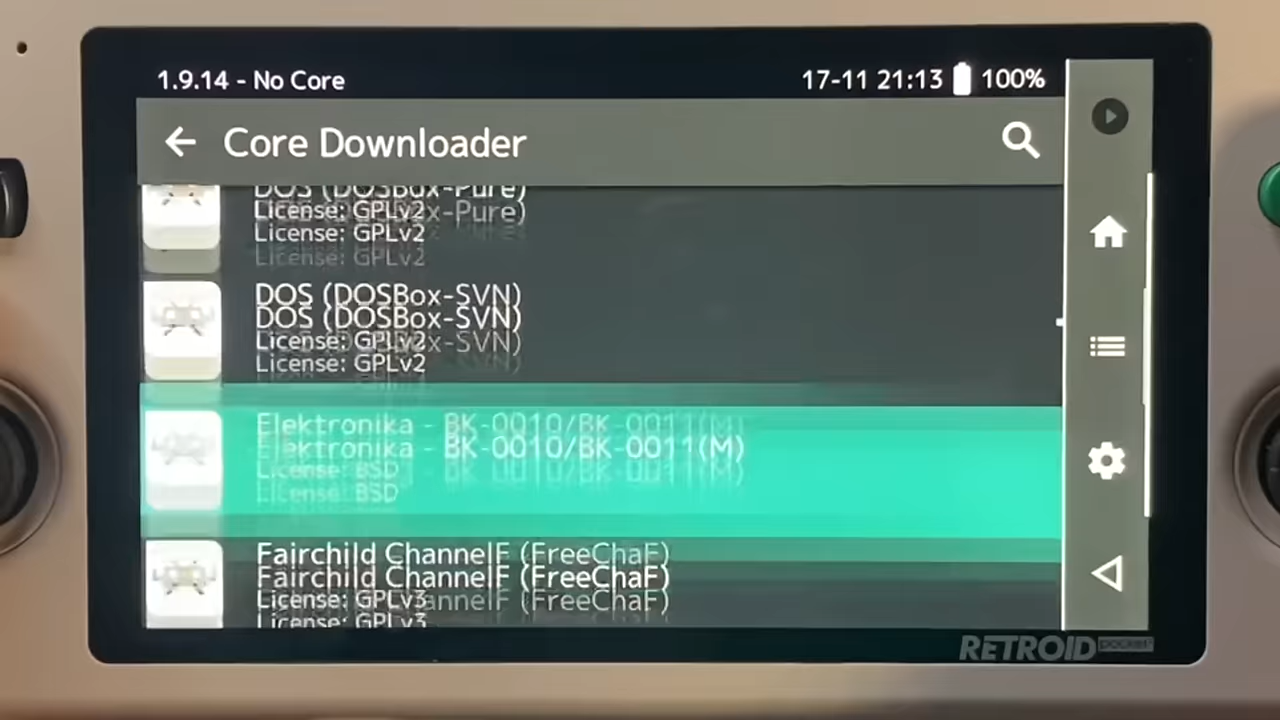 1.9.14 - No Core
17-11 21:13 100%
Core Downloader
DOS (DOSBox-Pure)
License: GPLv2
DOS (DOSBox-SVN)
License: GPLv2
Elektronika - BK-0010/BK-0011(M)
License: BSD
Fairchild ChannelF (FreeChaF)
License: GPLv3
RETROID POCKET